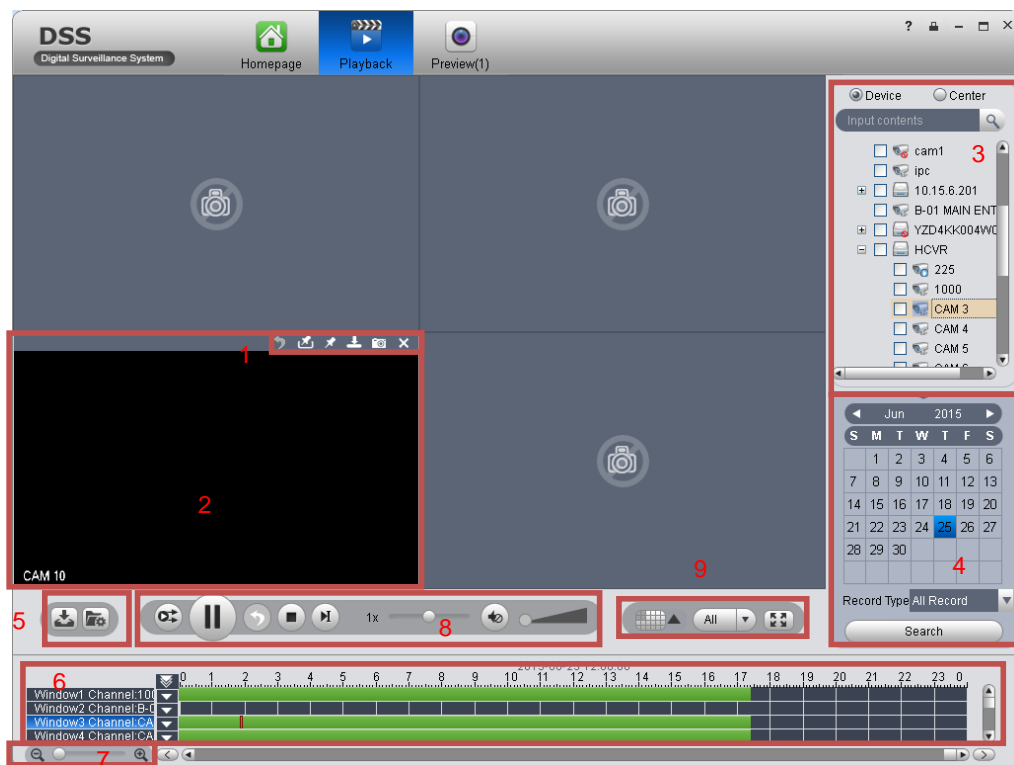 DSS
Digital Surveillance System
Homepage
Playback
Preview(1)
?
Device Center
Input contents
3
cam1
ipc
10.15.6.201
B-01 MAIN ENT
YZD4KK004WC
HCVR
225
1000
CAM 3
CAM 4
CAM 5
1
2
CAM 10
Jun 2015
S M T W T F S
1 2 3 4 5 6
7 8 9 10 11 12 13
14 15 16 17 18 19 20
21 22 23 24 25 26 27
28 29 30
4
Record Type All Record
Search
9
5
1x
8
All
6
0 1 2 3 4 5 6 7 8 9 10 11 12 13 14 15 16 17 18 19 20 21 22 23 0
Window1 Channel:100
Window2 Channel:B-0
Window3 Channel:CA
Window4 Channel:CA
7